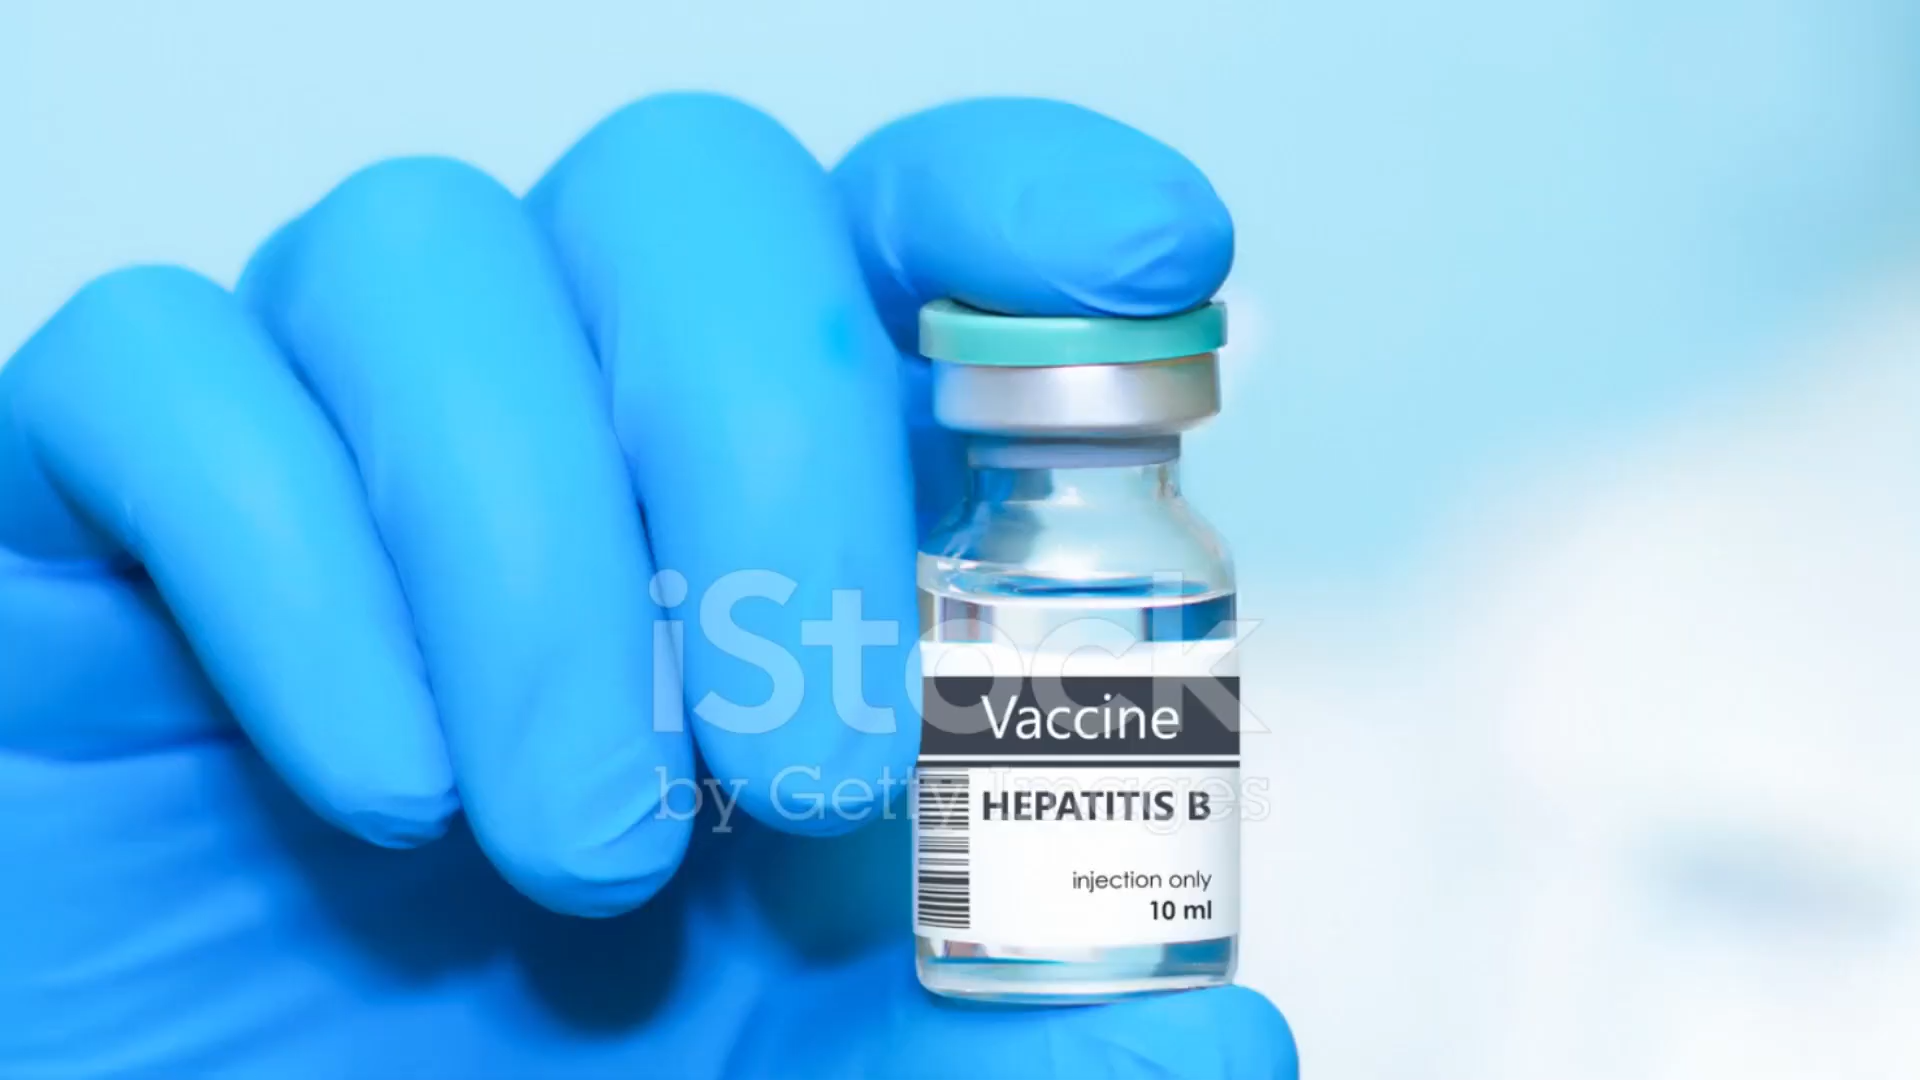 iStock
by Getty Images
Vaccine
HEPATITIS B
injection only
10 ml